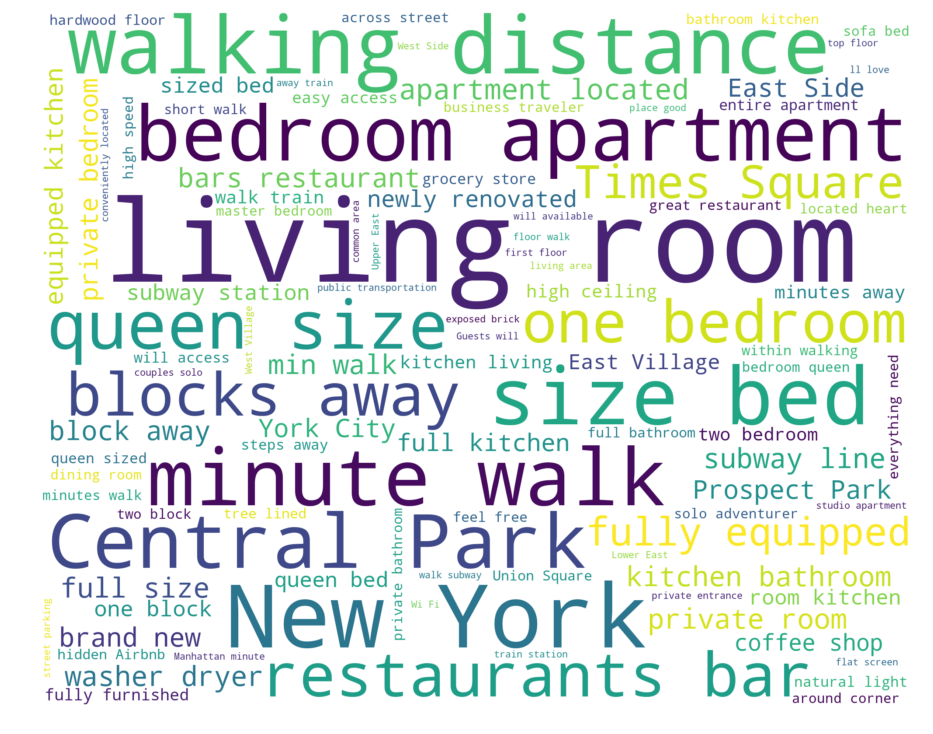 hardwood floor
across street
bathroom kitchen
sofa bed
walking distance
West Side
top floor
sized bed
away train
apartment located
East Side
ll love
easy access
short walk
business traveler
place good
entire apartment
equipped kitchen
private bedroom
conveniently located
high speed
bedroom apartment
bars restaurant
grocery store
Times Square
walk train
newly renovated
great restaurant
master bedroom
located heart
common area
Upper East
will available
floor walk
first floor
living area
living room
public transportation
subway station
high ceiling
minutes away
queen size
West Village
exposed brick
Guests will
one bedroom
will access
couples solo
min walk
kitchen living
East Village
within walking
bedroom queen
everything need
blocks away
size bed
block away
York City
steps away
full kitchen
full bathroom
two bedroom
queen sized
dining room
minutes walk
minute walk
subway line
Prospect Park
studio apartment
two block
tree lined
private bathroom
feel free
solo adventurer
Central Park
fully equipped
Lower East
full size
queen bed
walk subway
Union Square
kitchen bathroom
one block
New York
Wi Fi
private entrance
room kitchen
street parking
brand new
private room
coffee shop
hidden Airbnb
Manhattan minute
train station
flat screen
washer dryer
restaurants bar
natural light
fully furnished
around corner